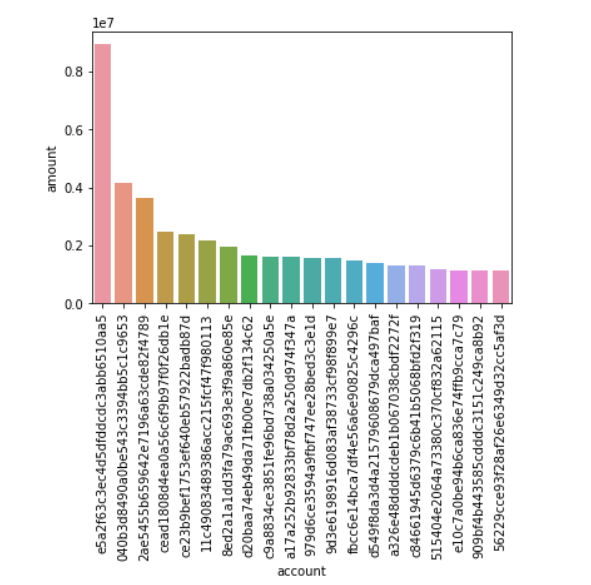 1e7
0.8
0.6
0.4
0.2
0.0
amount
e5a2f63c3ec4d5dfddcdc3abb6510aa5
040b3d8490a0be543c3394bb5c1c9653
2ae5455b659642e7196a63cde82f4789
cead1808d4ea0a56c6f9b97f0f26db1e
ce23b9bef1753ef640eb57922badb87d
11c49083489386acc215fcf47f980113
8ed2a1a1dd3fa79ac693e3f9a860e85e
d20baa74eb49da71fb00e7db2f134c62
c9a8834ce3851fe96bd738a034250a5e
a17a252b92833bf78d2a250d974f347a
979d6ce3594a9fbf747ee28bed3c3e1d
9d3e6198916d083af38733cf98f899e7
fbcc6e14bca7df4e56a6e90825c4296c
d549f8da3d4a21579608679dca497baf
a326e48ddddcdeb1b067038cbdf2272f
c84661945d6379c6b41b5068bfd2f319
515404e2064a73380c370cf832a62115
e10c7a0be94b6ca836e74ffb9cca7c79
909bf4b443585cdddc3151c249ca8b92
56229cce93f28af26e6349d32cc5af3d
account